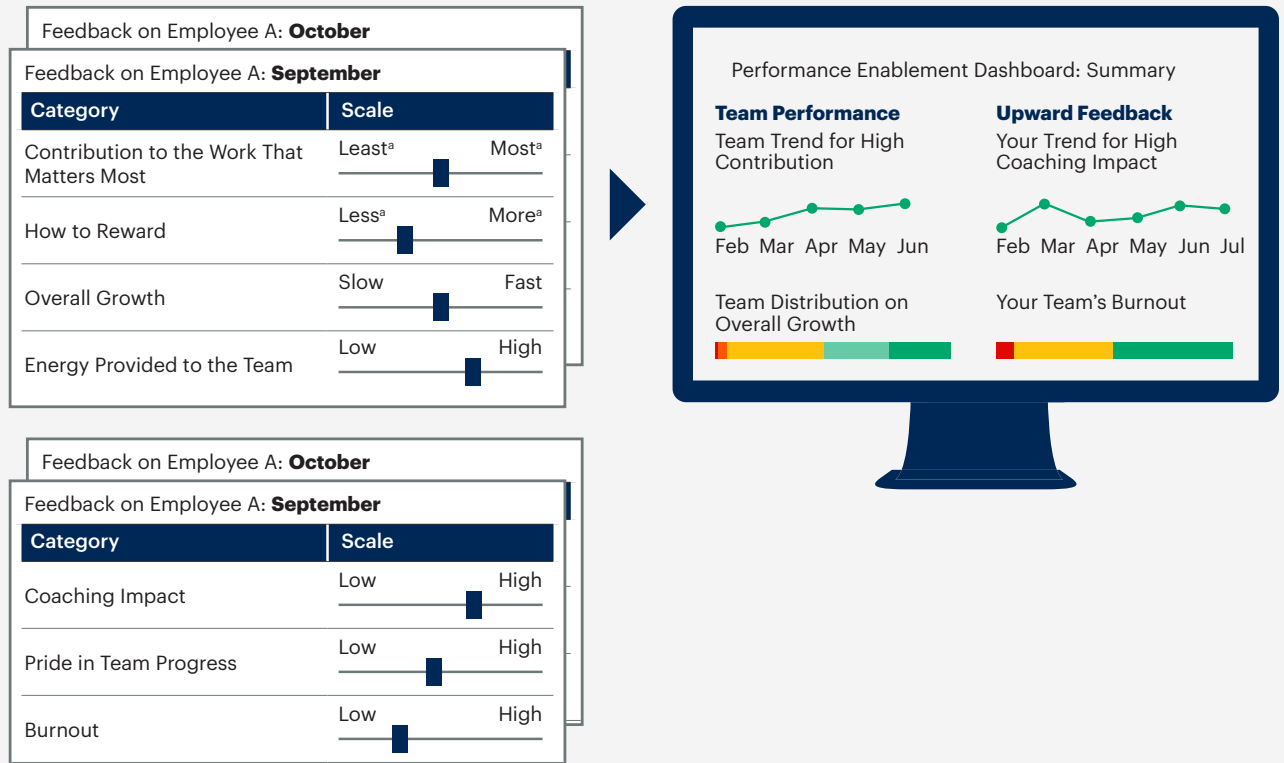 Feedback on Employee A: October
Feedback on Employee A: September
Category Scale
Contribution to the Work That
Matters Most
Leastᵃ Mostᵃ
How to Reward
Lessᵃ Moreᵃ
Overall Growth
Slow Fast
Energy Provided to the Team
Low High
Feedback on Employee A: October
Feedback on Employee A: September
Category Scale
Coaching Impact
Low High
Pride in Team Progress
Low High
Burnout
Low High
Performance Enablement Dashboard: Summary
Team Performance
Team Trend for High
Contribution
Feb Mar Apr May Jun
Team Distribution on
Overall Growth
Upward Feedback
Your Trend for High
Coaching Impact
Feb Mar Apr May Jun Jul
Your Team’s Burnout